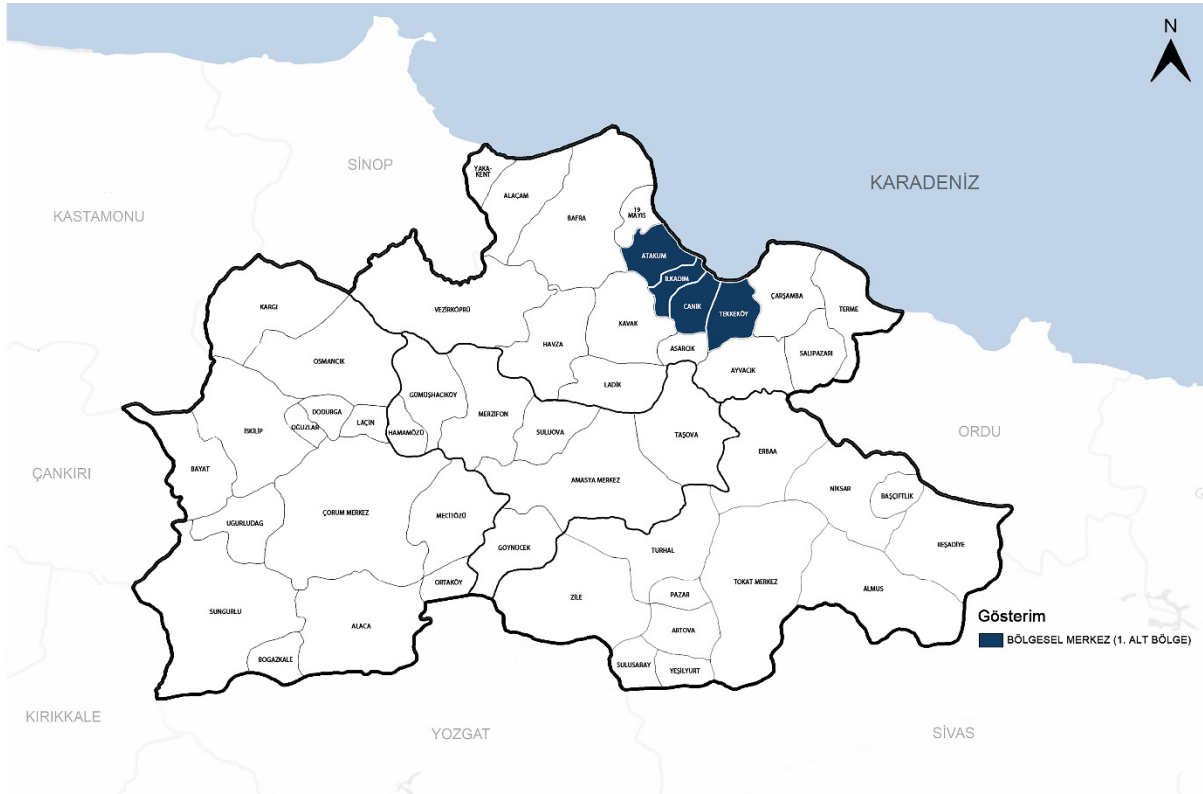 N
SİNOP
KARADENİZ
KASTAMONU
YAKA-
KENT
ALAÇAM
BAFRA
19
MAYIS
ATAKUM
İLKADIM
CANİK
TEKKEKÖY
ÇARŞAMBA
TERME
KARGI
VEZİRKÖPRÜ
KAVAK
HAVZA
ASARCIK
SALIPAZARI
AYVACIK
OSMANCIK
LADİK
GÜMÜŞHACIKÖY
MERZİFON
DODURGA
OĞUZLAR
LAÇİN
HAMAMÖZÜ
İSKİLİP
SULUOVA
TAŞOVA
ORDU
ERBAA
ÇANKIRI
BAYAT
AMASYA MERKEZ
NİKSAR
BAŞÇİFTLİK
ÇORUM MERKEZ
MECİTÖZÜ
UGURLUDAG
REŞADİYE
GÖYNÜCEK
TURHAL
ORTAKÖY
TOKAT MERKEZ
ALMUS
ZİLE
PAZAR
SUNGURLU
ALACA
ARTOVA
Gösterim
BÖLGESEL MERKEZ (1. ALT BÖLGE)
BOGAZKALE
SULUSARAY
YEŞİLYURT
KIRIKKALE
YOZGAT
SİVAS
G